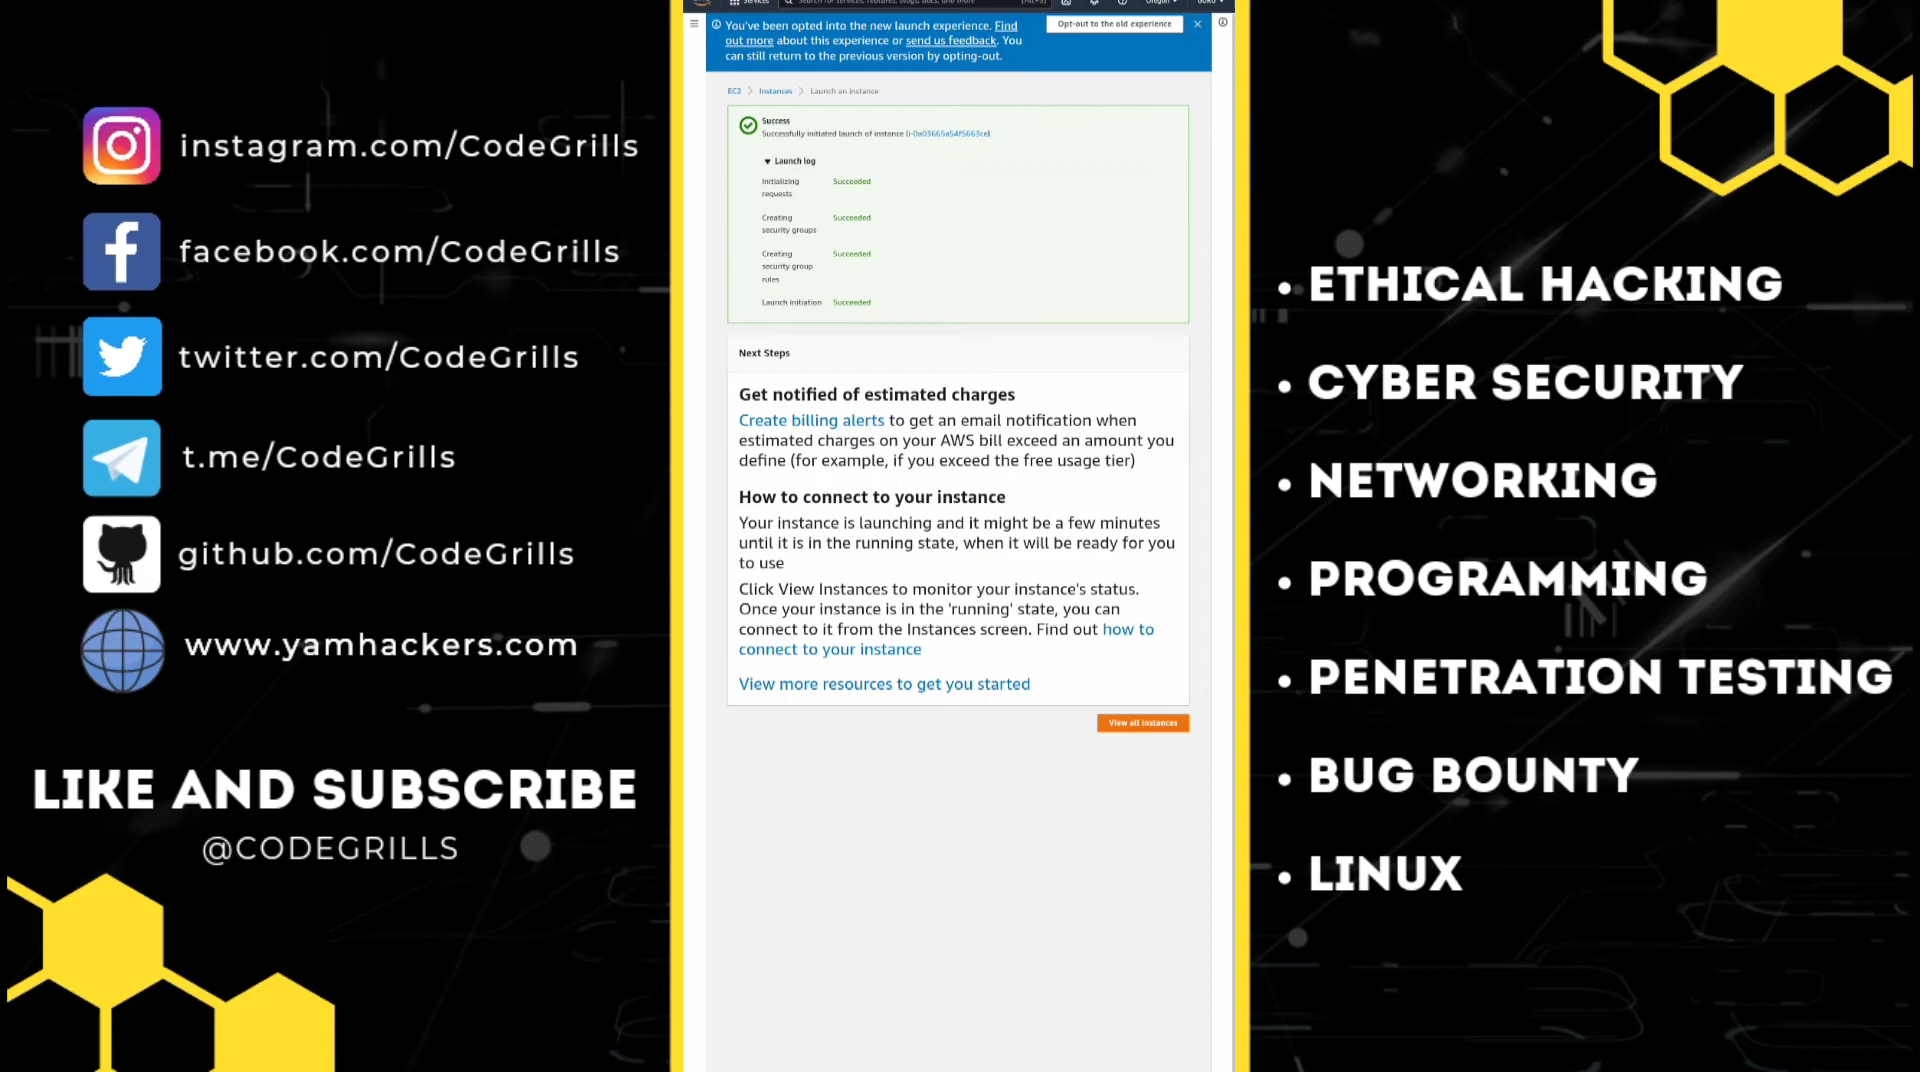 instagram.com/CodeGrills
facebook.com/CodeGrills
twitter.com/CodeGrills
t.me/CodeGrills
github.com/CodeGrills
www.yamhackers.com
LIKE AND SUBSCRIBE
@CODEGRILLS
Services
You've been opted into the new launch experience. Find
out more about this experience or send us feedback. You
can still return to the previous version by opting-out.
Opt-out to the old experience
EC2 > Instances > Launch an instance
Success
Successfully initiated launch of instance (i-0a03665a54f5663ce)
Launch log
Initializing
requests
Succeeded
Creating
security groups
Succeeded
Creating
security group
rules
Succeeded
Launch initiation Succeeded
Next Steps
Get notified of estimated charges
Create billing alerts to get an email notification when
estimated charges on your AWS bill exceed an amount you
define (for example, if you exceed the free usage tier)
How to connect to your instance
Your instance is launching and it might be a few minutes
until it is in the running state, when it will be ready for you
to use
Click View Instances to monitor your instance's status.
Once your instance is in the 'running' state, you can
connect to it from the Instances screen. Find out how to
connect to your instance
View more resources to get you started
View all instances
• ETHICAL HACKING
• CYBER SECURITY
• NETWORKING
• PROGRAMMING
• PENETRATION TESTING
• BUG BOUNTY
• LINUX